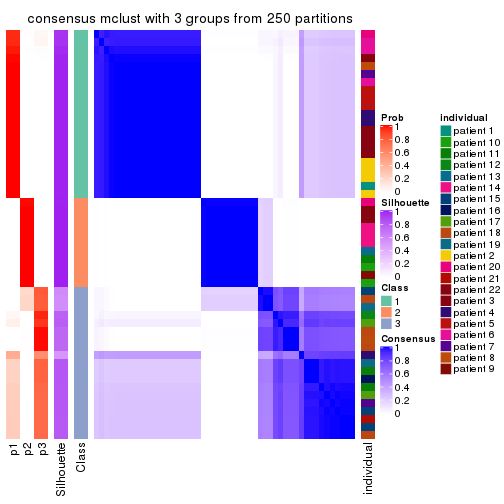 consensus mclust with 3 groups from 250 partitions
p1
p2
p3
Silhouette
Class
individual
Prob
1
0.8
0.6
0.4
0.2
0
Silhouette
1
0.8
0.6
0.4
0.2
0
Class
1
2
3
Consensus
1
0.8
0.6
0.4
0.2
0
individual
patient 1
patient 10
patient 11
patient 12
patient 13
patient 14
patient 15
patient 16
patient 17
patient 18
patient 19
patient 2
patient 20
patient 21
patient 22
patient 3
patient 4
patient 5
patient 6
patient 7
patient 8
patient 9